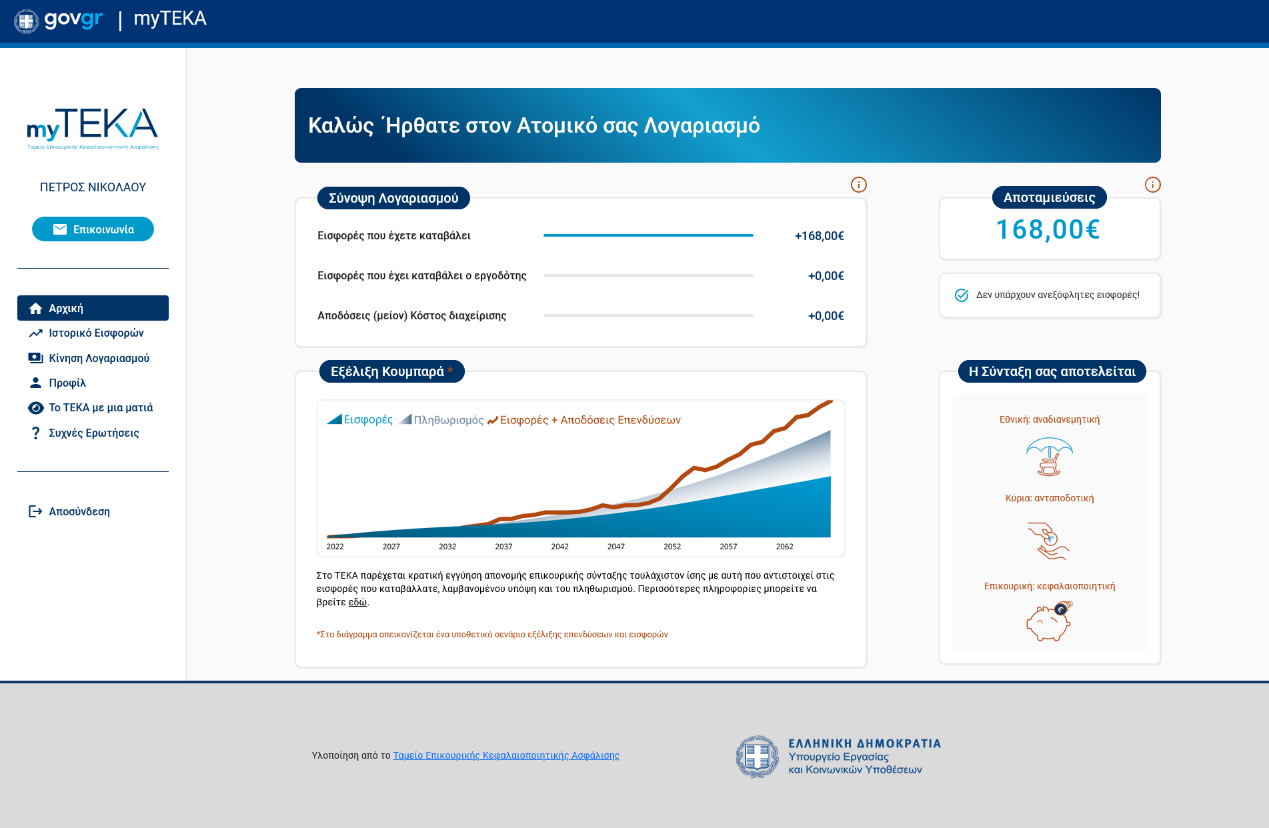 govgr | myTEKA
myTEKA
Ταμείο Επικουρικής Κεφαλαιοποιητικής Ασφάλισης
ΠΕΤΡΟΣ ΝΙΚΟΛΑΟΥ
Επικοινωνία
Αρχική
Ιστορικό Εισφορών
Κίνηση Λογαριασμού
Προφίλ
Το ΤΕΚΑ με μια ματιά
Συχνές Ερωτήσεις
Αποσύνδεση
Καλώς ΄Ηρθατε στον Ατομικό σας Λογαριασμό
Σύνοψη Λογαριασμού
Εισφορές που έχετε καταβάλει +168,00€
Εισφορές που έχει καταβάλει ο εργοδότης +0,00€
Αποδόσεις (μείον) Κόστος διαχείρισης +0,00€
Αποταμιεύσεις
168,00€
Δεν υπάρχουν ανεξόφλητες εισφορές!
Εξέλιξη Κουμπαρά *
Εισφορές Πληθωρισμός Εισφορές + Αποδόσεις Επενδύσεων
2022 2027 2032 2037 2042 2047 2052 2057 2062
Στο ΤΕΚΑ παρέχεται κρατική εγγύηση απονομής επικουρικής σύνταξης τουλάχιστον ίσης με αυτή που αντιστοιχεί στις
εισφορές που καταβάλλατε, λαμβανομένου υπόψη και του πληθωρισμού. Περισσότερες πληροφορίες μπορείτε να
βρείτε εδώ.
*Στο διάγραμμα απεικονίζεται ένα υποθετικό σενάριο εξέλιξης επενδύσεων και εισφορών
Η Σύνταξη σας αποτελείται
Εθνική: αναδιανεμητική
Κύρια: ανταποδοτική
Επικουρική: κεφαλαιοποιητική
Υλοποίηση από το Ταμείο Επικουρικής Κεφαλαιοποιητικής Ασφάλισης
ΕΛΛΗΝΙΚΗ ΔΗΜΟΚΡΑΤΙΑ
Υπουργείο Εργασίας
και Κοινωνικών Υποθέσεων